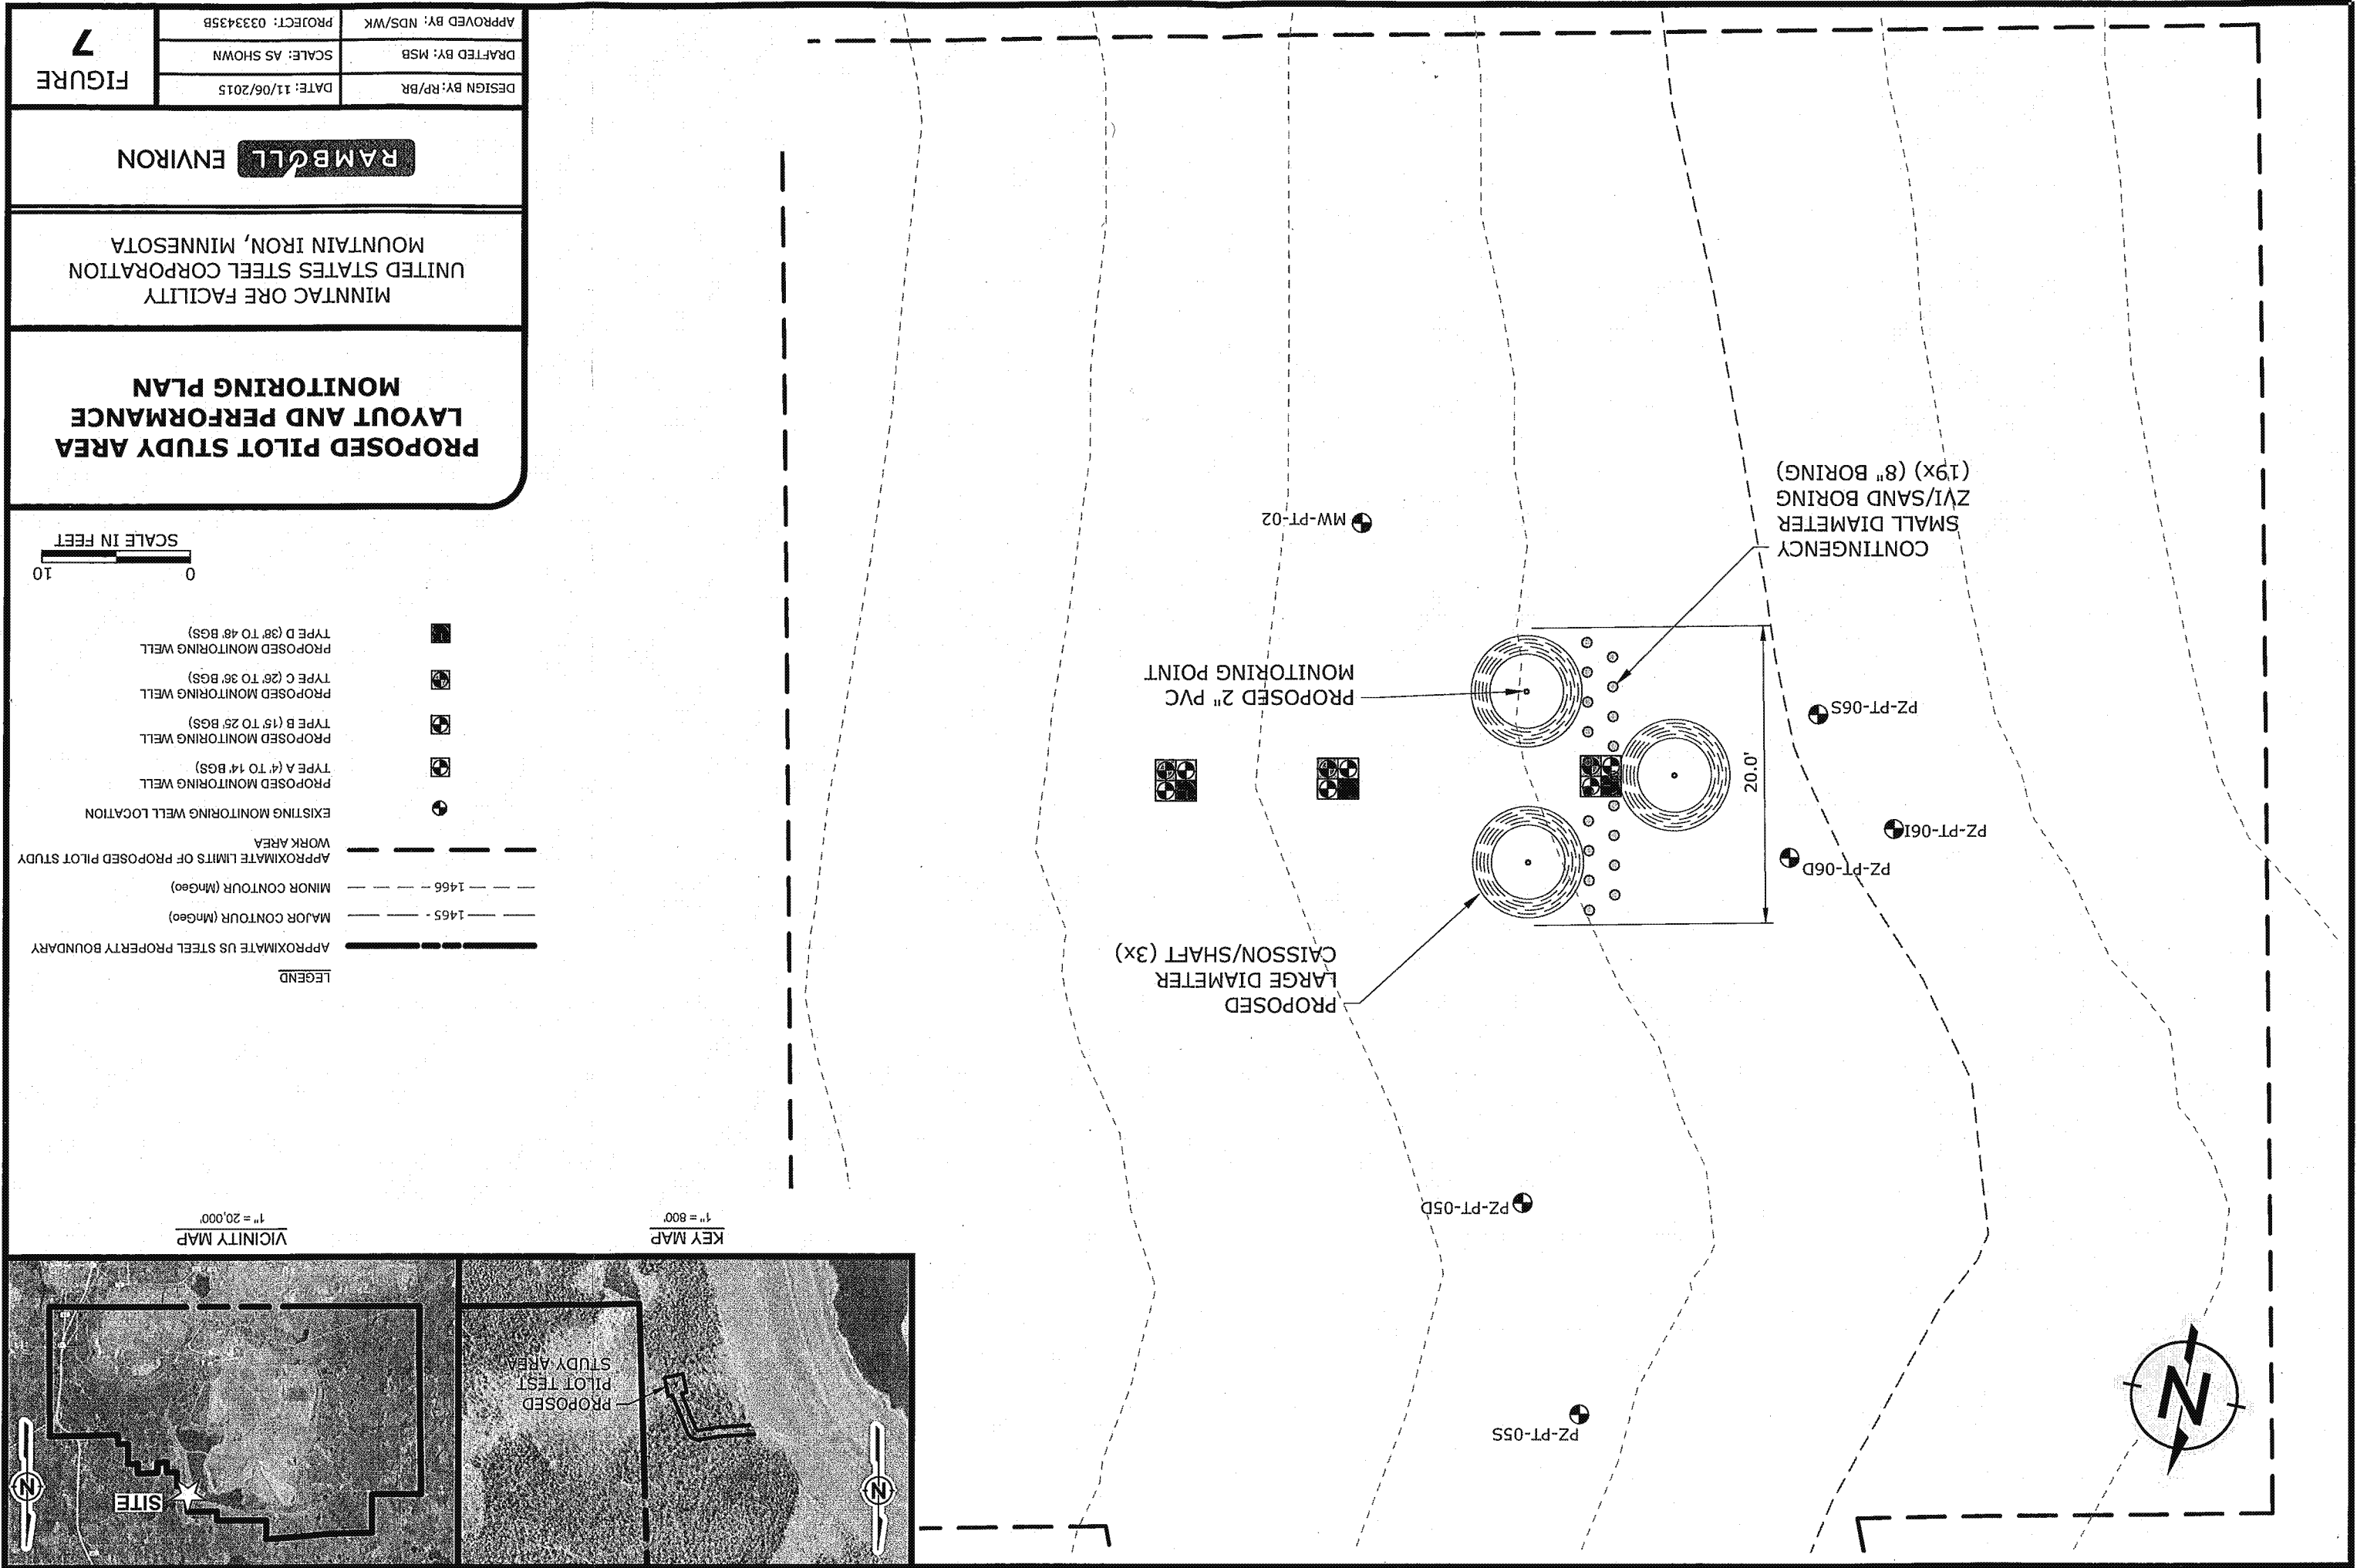 N
PZ-PT-05S
PZ-PT-05D
PROPOSED
LARGE DIAMETER
CAISSON/SHAFT (3x)
PZ-PT-06D
PZ-PT-06I
PZ-PT-06S
20.0'
PROPOSED 2" PVC
MONITORING POINT
CONTINGENCY
SMALL DIAMETER
ZVI/SAND BORING
(19x) (8" BORING)
MW-PT-02
N
PROPOSED
PILOT TEST
STUDY AREA
KEY MAP
1" = 800'
N
SITE
VICINITY MAP
1" = 20,000'
LEGEND
APPROXIMATE US STEEL PROPERTY BOUNDARY
1465
MAJOR CONTOUR (MnGeo)
1466
MINOR CONTOUR (MnGeo)
APPROXIMATE LIMITS OF PROPOSED PILOT STUDY
WORK AREA
EXISTING MONITORING WELL LOCATION
PROPOSED MONITORING WELL
TYPE A (4' TO 14' BGS)
PROPOSED MONITORING WELL
TYPE B (15' TO 25' BGS)
PROPOSED MONITORING WELL
TYPE C (26' TO 36' BGS)
PROPOSED MONITORING WELL
TYPE D (38' TO 48' BGS)
0 10
SCALE IN FEET
PROPOSED PILOT STUDY AREA
LAYOUT AND PERFORMANCE
MONITORING PLAN
MINNTAC ORE FACILITY
UNITED STATES STEEL CORPORATION
MOUNTAIN IRON, MINNESOTA
RAMBOLL ENVIRON
DESIGN BY: RP/BR
DATE: 11/06/2015
DRAFTED BY: MSB
SCALE: AS SHOWN
APPROVED BY: NDS/WK
PROJECT: 0333435B
FIGURE
7